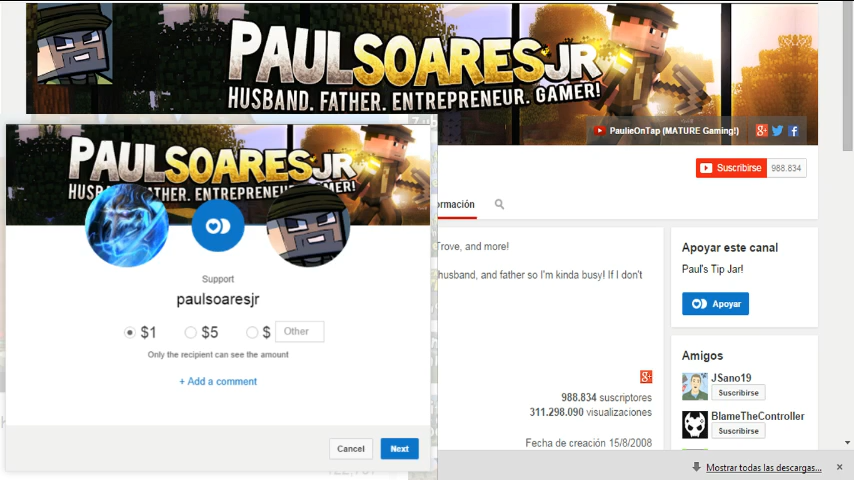 PAULSOARESJR
HUSBAND. FATHER. ENTREPRENEUR. GAMER!
PaulieOnTap (MATURE Gaming!)
Suscribirse 988.834
ormación
Trove, and more!
husband, and father so I'm kinda busy! If I don't
988.834 suscriptores
311.298.090 visualizaciones
Fecha de creación 15/8/2008
Apoyar este canal
Paul's Tip Jar!
Apoyar
Amigos
JSano19
Suscribirse
BlameTheController
Suscribirse
PAULSOARESJR
HUSBAND. FATHER. ENTREPRENEUR. GAMER!
Support
paulsoaresjr
$1 $5 $ Other
Only the recipient can see the amount
+ Add a comment
Cancel Next
Mostrar todas las descargas...